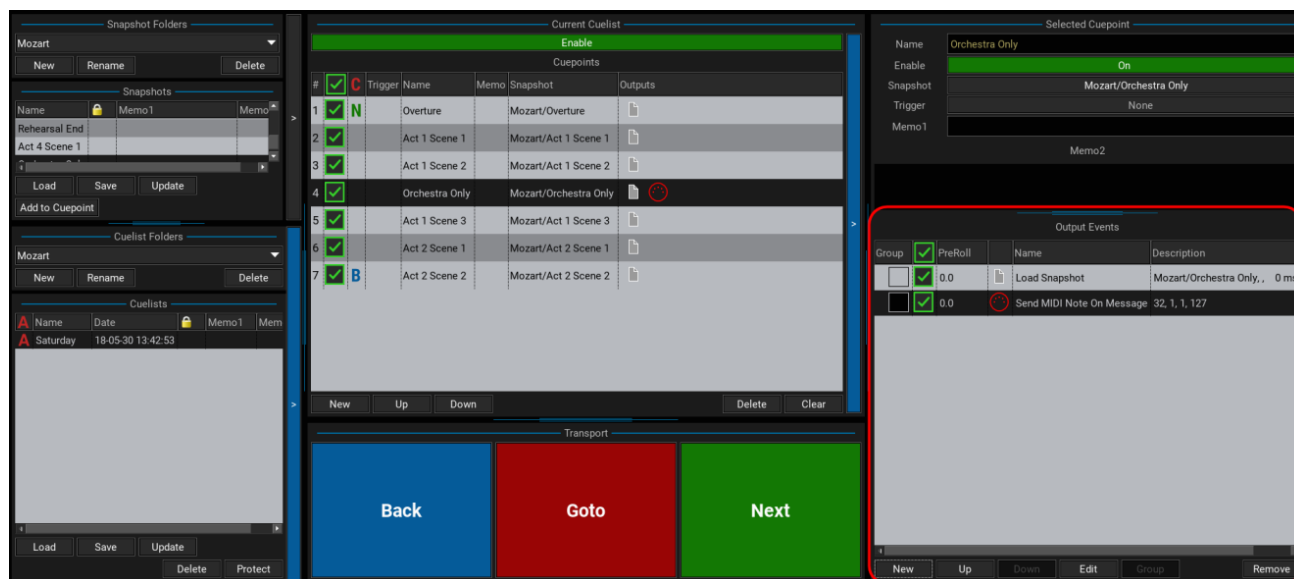 Snapshot Folders
Mozart
New Rename Delete
Snapshots
Name Memo1 Memo
Rehearsal End
Act 4 Scene 1
Load Save Update
Add to Cuepoint
>
Cuelist Folders
Mozart
New Rename Delete
Cuelists
A Name Date Memo1 Mem
A Saturday 18-05-30 13:42:53
Load Save Update
Delete Protect
>
Current Cuelist
Enable
Cuepoints
# C Trigger Name Memo Snapshot Outputs
1 N Overture Mozart/Overture
2 Act 1 Scene 1 Mozart/Act 1 Scene 1
3 Act 1 Scene 2 Mozart/Act 1 Scene 2
4 Orchestra Only Mozart/Orchestra Only
5 Act 1 Scene 3 Mozart/Act 1 Scene 3
6 Act 2 Scene 1 Mozart/Act 2 Scene 1
7 B Act 2 Scene 2 Mozart/Act 2 Scene 2
New Up Down Delete Clear
>
Transport
Back Goto Next
Selected Cuepoint
Name Orchestra Only
Enable On
Snapshot Mozart/Orchestra Only
Trigger None
Memo1
Memo2
Output Events
Group PreRoll Name Description
0.0 Load Snapshot Mozart/Orchestra Only, , 0 ms
0.0 Send MIDI Note On Message 32, 1, 1, 127
New Up Down Edit Group Remove